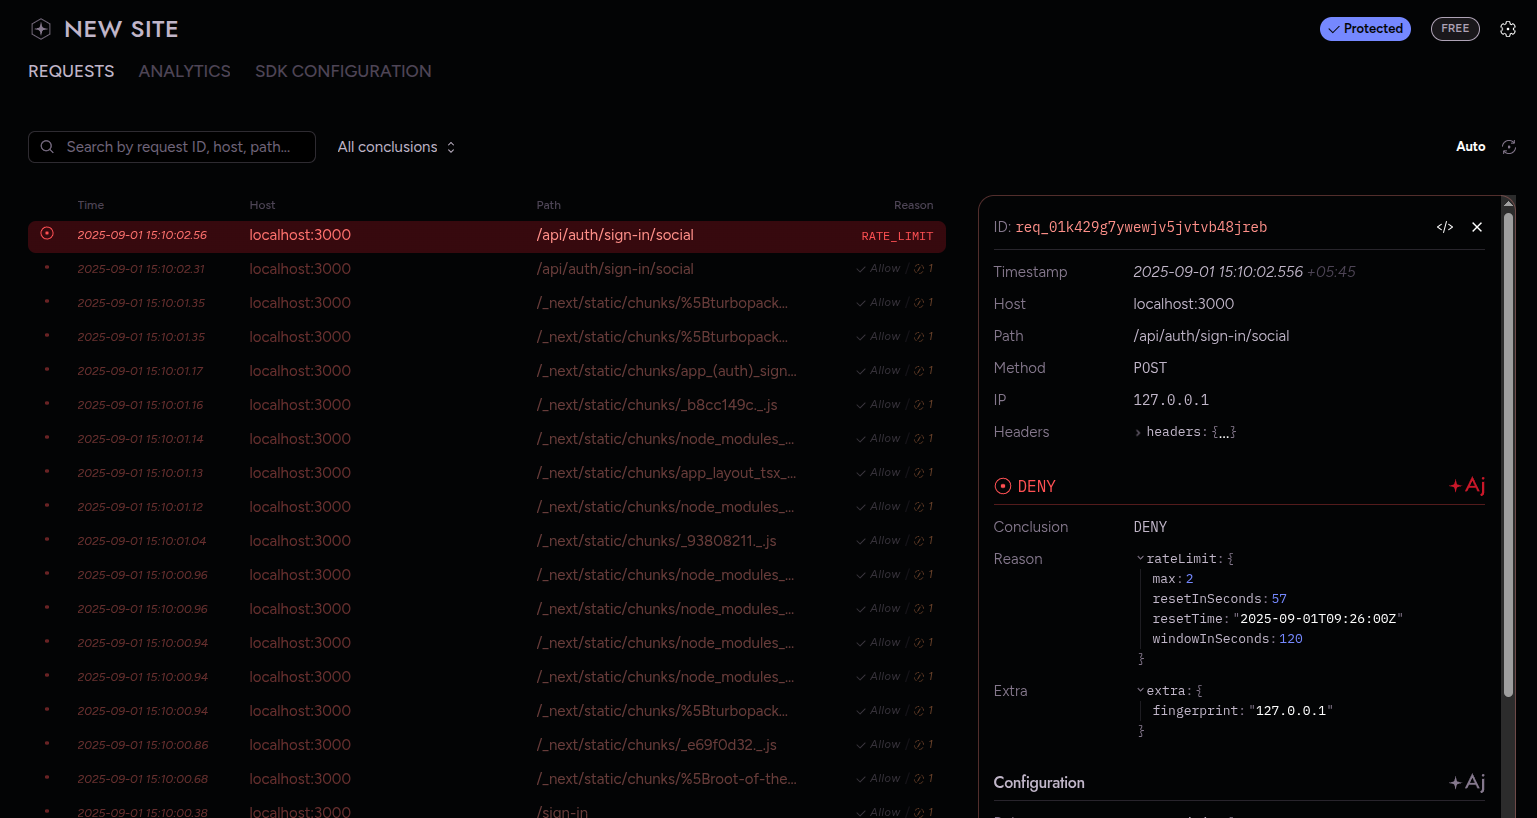 NEW SITE
Protected
FREE
REQUESTS ANALYTICS SDK CONFIGURATION
Search by request ID, host, path...
All conclusions
Auto
Time Host Path Reason
2025-09-01 15:10:02.56 localhost:3000 /api/auth/sign-in/social RATE_LIMIT
2025-09-01 15:10:02.31 localhost:3000 /api/auth/sign-in/social Allow / 1
2025-09-01 15:10:01.35 localhost:3000 /_next/static/chunks/%5Bturbopack... Allow / 1
2025-09-01 15:10:01.35 localhost:3000 /_next/static/chunks/%5Bturbopack... Allow / 1
2025-09-01 15:10:01.17 localhost:3000 /_next/static/chunks/app_(auth)_sign... Allow / 1
2025-09-01 15:10:01.16 localhost:3000 /_next/static/chunks/_b8cc149c._.js Allow / 1
2025-09-01 15:10:01.14 localhost:3000 /_next/static/chunks/node_modules_... Allow / 1
2025-09-01 15:10:01.13 localhost:3000 /_next/static/chunks/app_layout_tsx_... Allow / 1
2025-09-01 15:10:01.12 localhost:3000 /_next/static/chunks/node_modules_... Allow / 1
2025-09-01 15:10:01.04 localhost:3000 /_next/static/chunks/_93808211._.js Allow / 1
2025-09-01 15:10:00.96 localhost:3000 /_next/static/chunks/node_modules_... Allow / 1
2025-09-01 15:10:00.96 localhost:3000 /_next/static/chunks/node_modules_... Allow / 1
2025-09-01 15:10:00.94 localhost:3000 /_next/static/chunks/node_modules_... Allow / 1
2025-09-01 15:10:00.94 localhost:3000 /_next/static/chunks/node_modules_... Allow / 1
2025-09-01 15:10:00.94 localhost:3000 /_next/static/chunks/%5Bturbopack... Allow / 1
2025-09-01 15:10:00.86 localhost:3000 /_next/static/chunks/_e69f0d32._.js Allow / 1
2025-09-01 15:10:00.68 localhost:3000 /_next/static/chunks/%5Broot-of-the... Allow / 1
2025-09-01 15:10:00.38 localhost:3000 /sign-in Allow / 1
ID: req_01k429g7ywewjv5jvtvb48jreb
Timestamp 2025-09-01 15:10:02.556 +05:45
Host localhost:3000
Path /api/auth/sign-in/social
Method POST
IP 127.0.0.1
Headers headers:{…}
DENY Aj
Conclusion DENY
Reason rateLimit:{
max:2
resetInSeconds:57
resetTime:"2025-09-01T09:26:00Z"
windowInSeconds:120
}
Extra extra:{
fingerprint:"127.0.0.1"
}
Configuration Aj